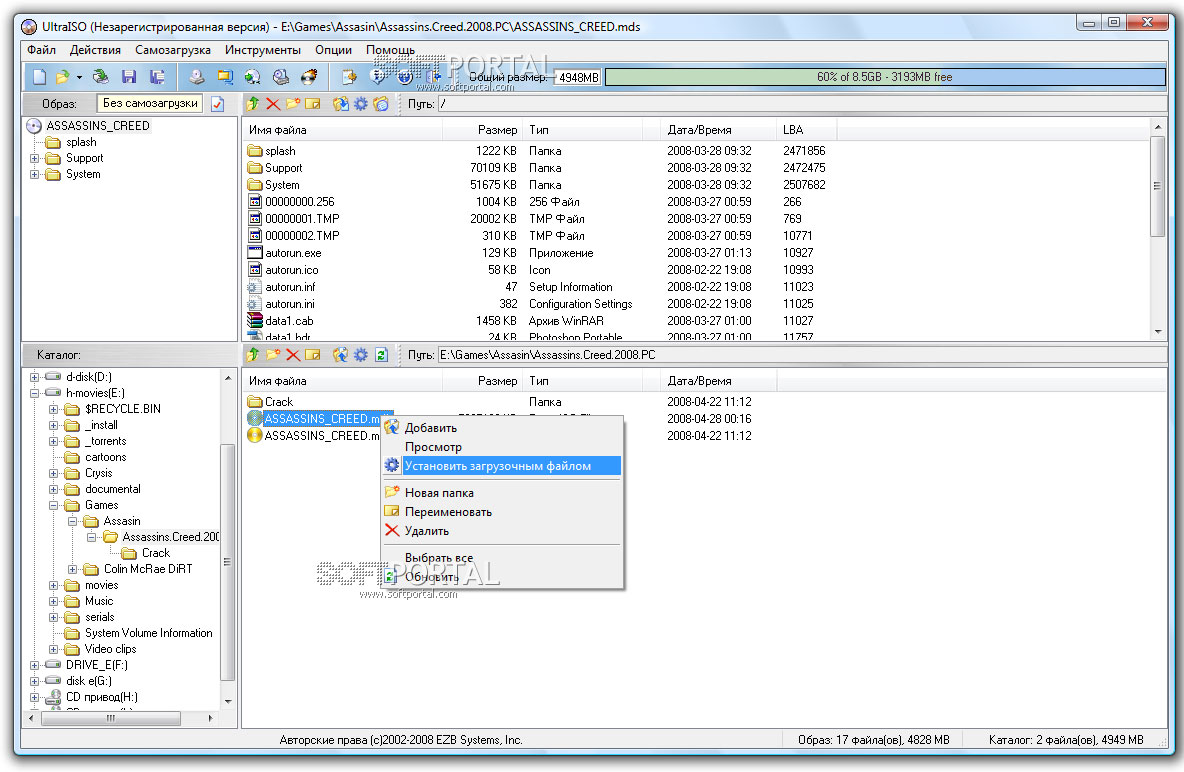 UltraISO (Незарегистрированная версия) - E:\Games\Assasin\Assassins.Creed.2008.PC\ASSASSINS_CREED.mds
Файл Действия Самозагрузка Инструменты Опции Помощь
SOFTPORTAL
www.softportal.com
Общий размер: 4948MB 60% of 8.5GB - 3193MB free
Образ: Без самозагрузки Путь: /
ASSASSINS_CREED
splash
Support
System
Имя файла Размер Тип Дата/Время LBA
splash 1222 KB Папка 2008-03-28 09:32 2471856
Support 70109 KB Папка 2008-03-28 09:32 2472475
System 51675 KB Папка 2008-03-28 09:32 2507682
00000000.256 1004 KB 256 Файл 2008-03-27 00:59 266
00000001.TMP 20002 KB TMP Файл 2008-03-27 00:59 769
00000002.TMP 310 KB TMP Файл 2008-03-27 00:59 10771
autorun.exe 129 KB Приложение 2008-03-27 01:13 10927
autorun.ico 58 KB Icon 2008-02-22 19:08 10993
autorun.inf 47 Setup Information 2008-02-22 19:08 11023
autorun.ini 382 Configuration Settings 2008-02-22 19:08 11025
data1.cab 1458 KB Архив WinRAR 2008-03-27 01:00 11027
data1.hdr 24 KB Photoshop Portable 2008-03-27 01:00 11757
Каталог: Путь: E:\Games\Assasin\Assassins.Creed.2008.PC
d-disk(D:)
h-movies(E:)
$RECYCLE.BIN
_install
_torrents
cartoons
Crysis
documental
Games
Assasin
Assassins.Creed.200
Crack
Colin McRae DiRT
movies
Music
serials
System Volume Information
Video clips
DRIVE_E(F:)
disk e(G:)
CD привод(H:)
Имя файла Размер Тип Дата/Время
Crack Папка 2008-04-22 11:12
ASSASSINS_CREED.m 2008-04-28 00:16
ASSASSINS_CREED.m 2008-04-22 11:12
Добавить
Просмотр
Установить загрузочным файлом
Новая папка
Переименовать
Удалить
Выбрать все
Обновить
SOFTPORTAL
www.softportal.com
Авторские права (c)2002-2008 EZB Systems, Inc. Образ: 17 файла(ов), 4828 MB Каталог: 2 файла(ов), 4949 MB